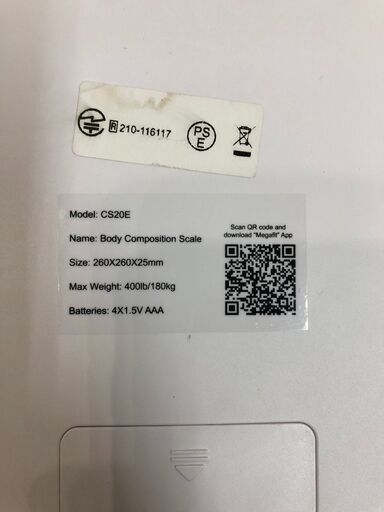 R 210-116117
PS
E
Model: CS20E
Name: Body Composition Scale
Size: 260X260X25mm
Max Weight: 400lb/180kg
Batteries: 4X1.5V AAA
Scan QR code and
download "Megafit" App